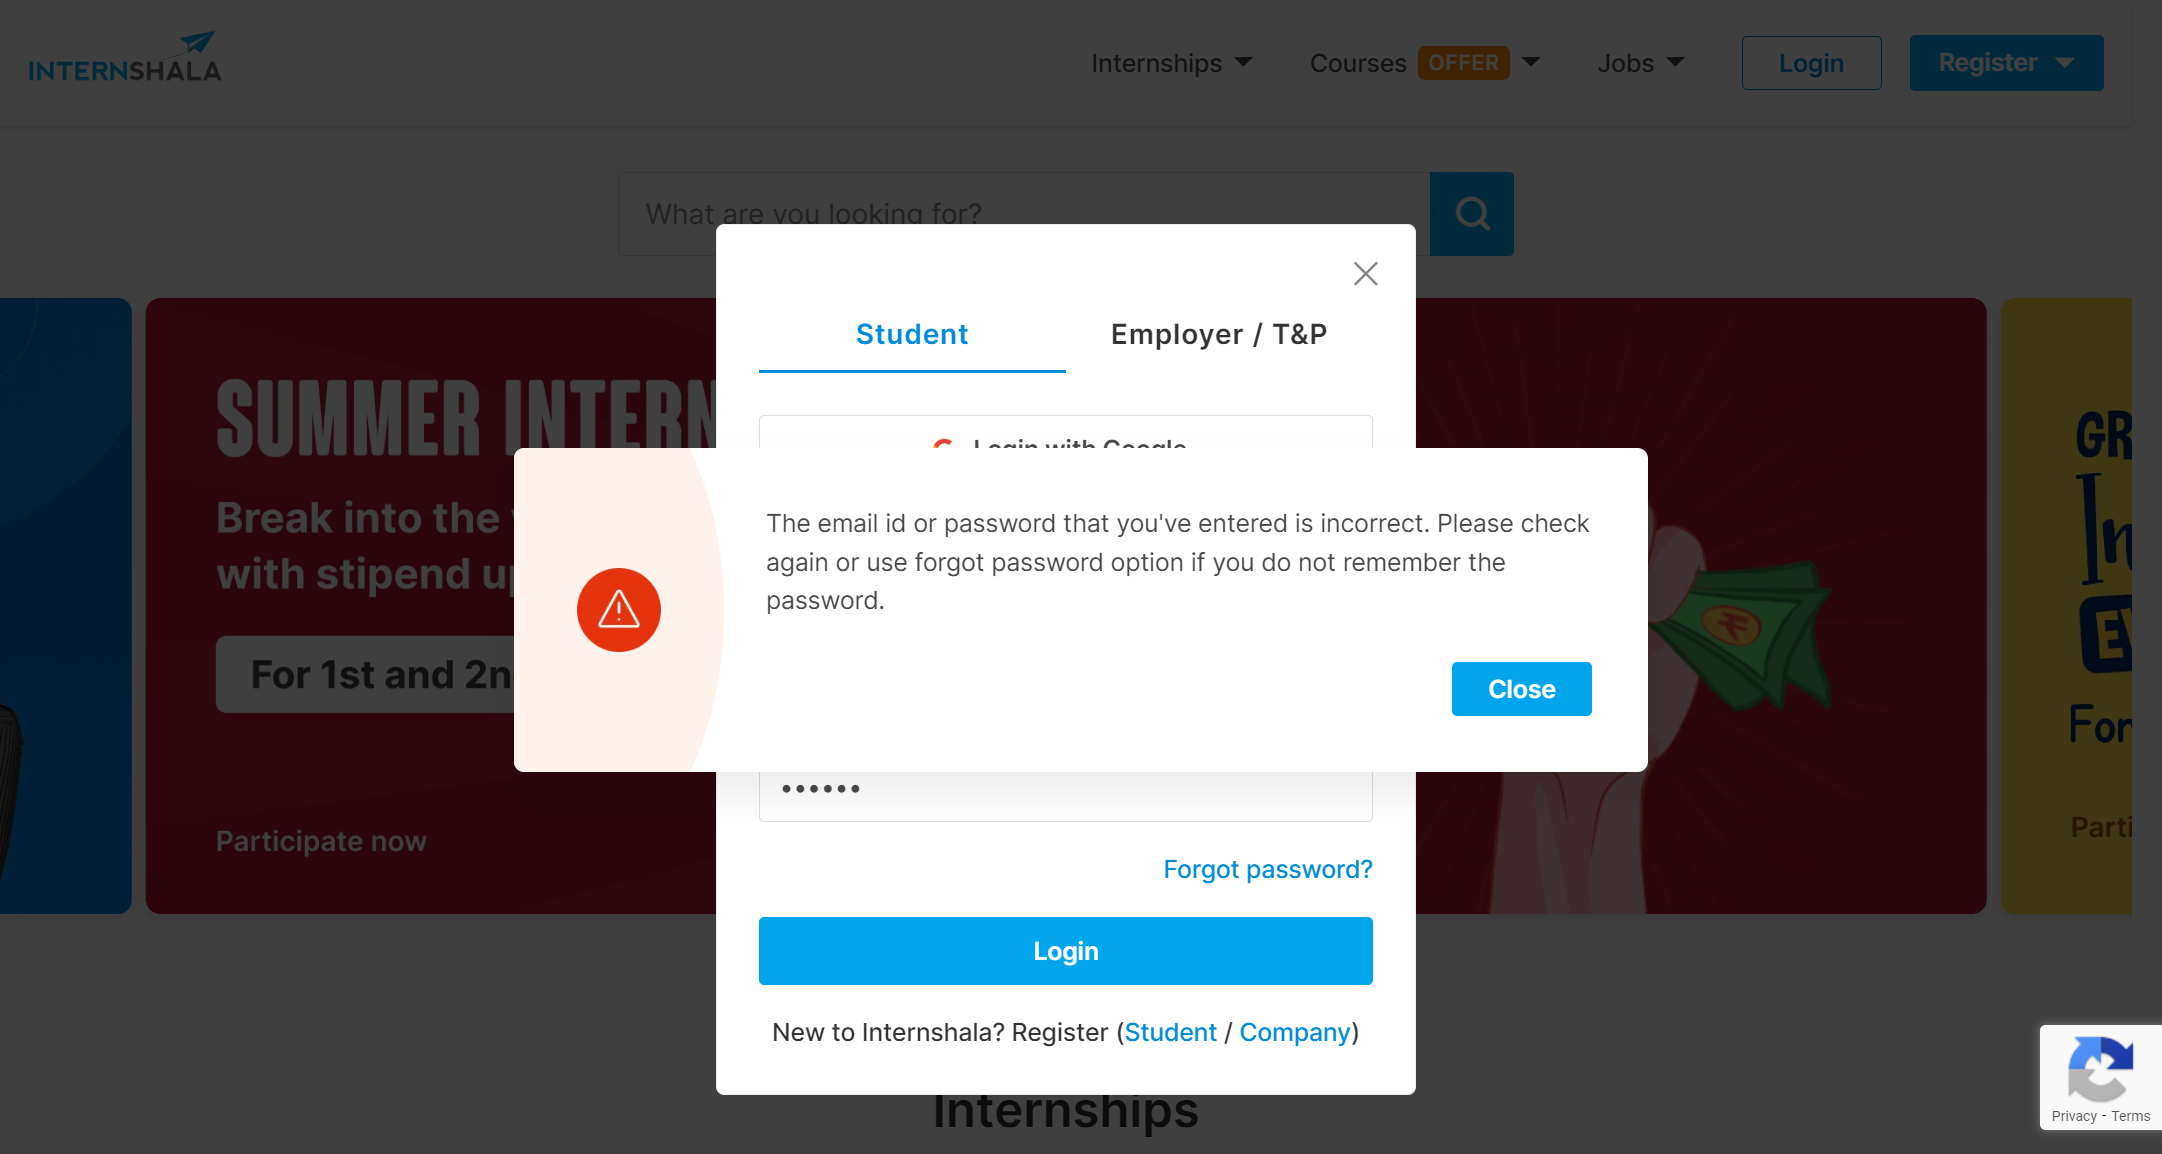 INTERNSHALA
Internships
Courses OFFER
Jobs
Login
Register
What are you looking for?
Student
Employer / T&P
Login with Google
SUMMER INTERN
Break into the
with stipend up
For 1st and 2n
Participate now
The email id or password that you've entered is incorrect. Please check
again or use forgot password option if you do not remember the
password.
Close
••••••
Forgot password?
Login
New to Internshala? Register (Student / Company)
GR
In
EV
For
Parti
Internships
Privacy - Terms